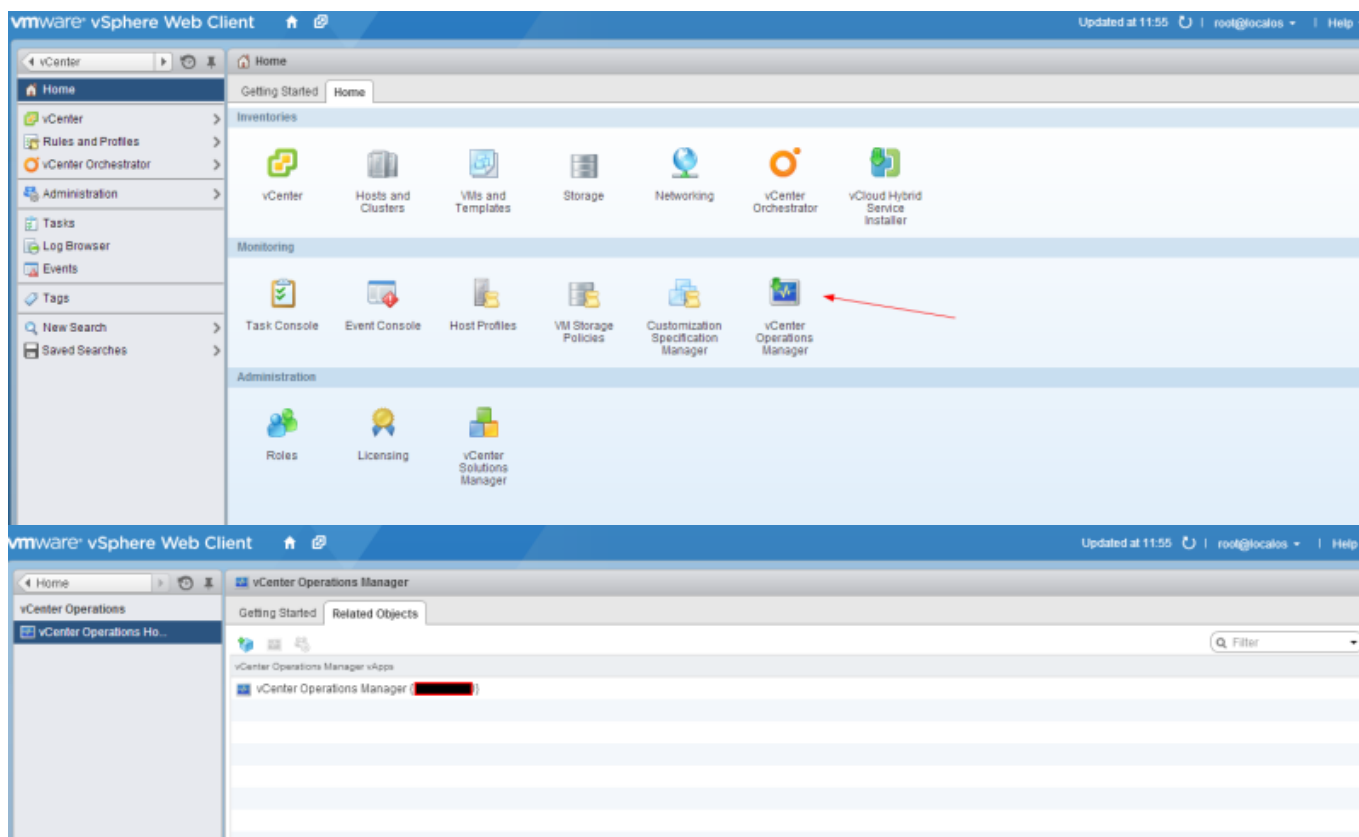 vmware® vSphere Web Client
Updated at 11:55 | root@localos | Help
vCenter
Home
Home
Getting Started Home
vCenter
Rules and Profiles
vCenter Orchestrator
Administration
Tasks
Log Browser
Events
Tags
New Search
Saved Searches
Inventories
vCenter
Hosts and
Clusters
VMs and
Templates
Storage
Networking
vCenter
Orchestrator
vCloud Hybrid
Service
Installer
Monitoring
Task Console
Event Console
Host Profiles
VM Storage
Policies
Customization
Specification
Manager
vCenter
Operations
Manager
Administration
Roles
Licensing
vCenter
Solutions
Manager
vmware® vSphere Web Client
Updated at 11:55 | root@localos | Help
Home
vCenter Operations
vCenter Operations Ho...
vCenter Operations Manager
Getting Started Related Objects
Filter
vCenter Operations Manager vApps
vCenter Operations Manager ( )